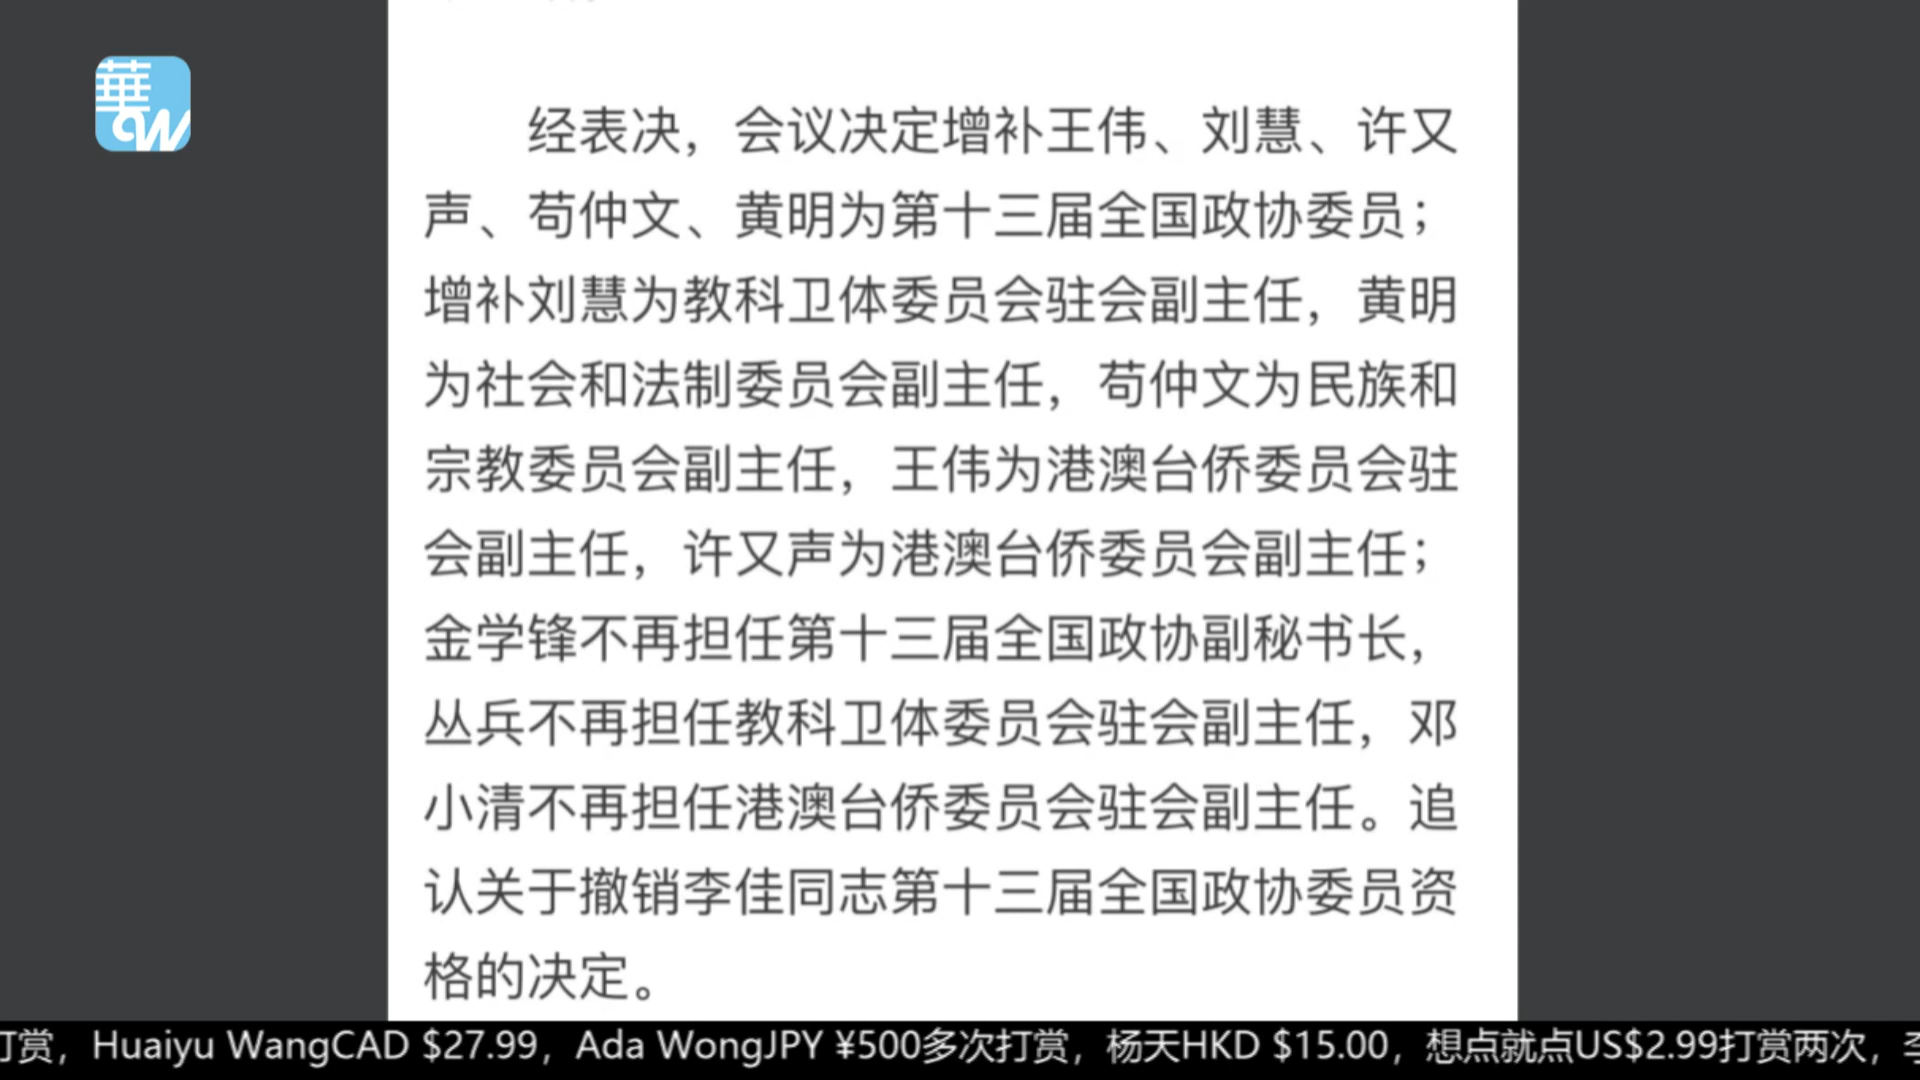 華
aw
经表决，会议决定增补王伟、刘慧、许又
声、苟仲文、黄明为第十三届全国政协委员；
增补刘慧为教科卫体委员会驻会副主任，黄明
为社会和法制委员会副主任，苟仲文为民族和
宗教委员会副主任，王伟为港澳台侨委员会驻
会副主任，许又声为港澳台侨委员会副主任；
金学锋不再担任第十三届全国政协副秘书长，
丛兵不再担任教科卫体委员会驻会副主任，邓
小清不再担任港澳台侨委员会驻会副主任。追
认关于撤销李佳同志第十三届全国政协委员资
格的决定。
打赏，Huaiyu WangCAD $27.99，Ada WongJPY ¥500多次打赏，杨天HKD $15.00，想点就点US$2.99打赏两次，